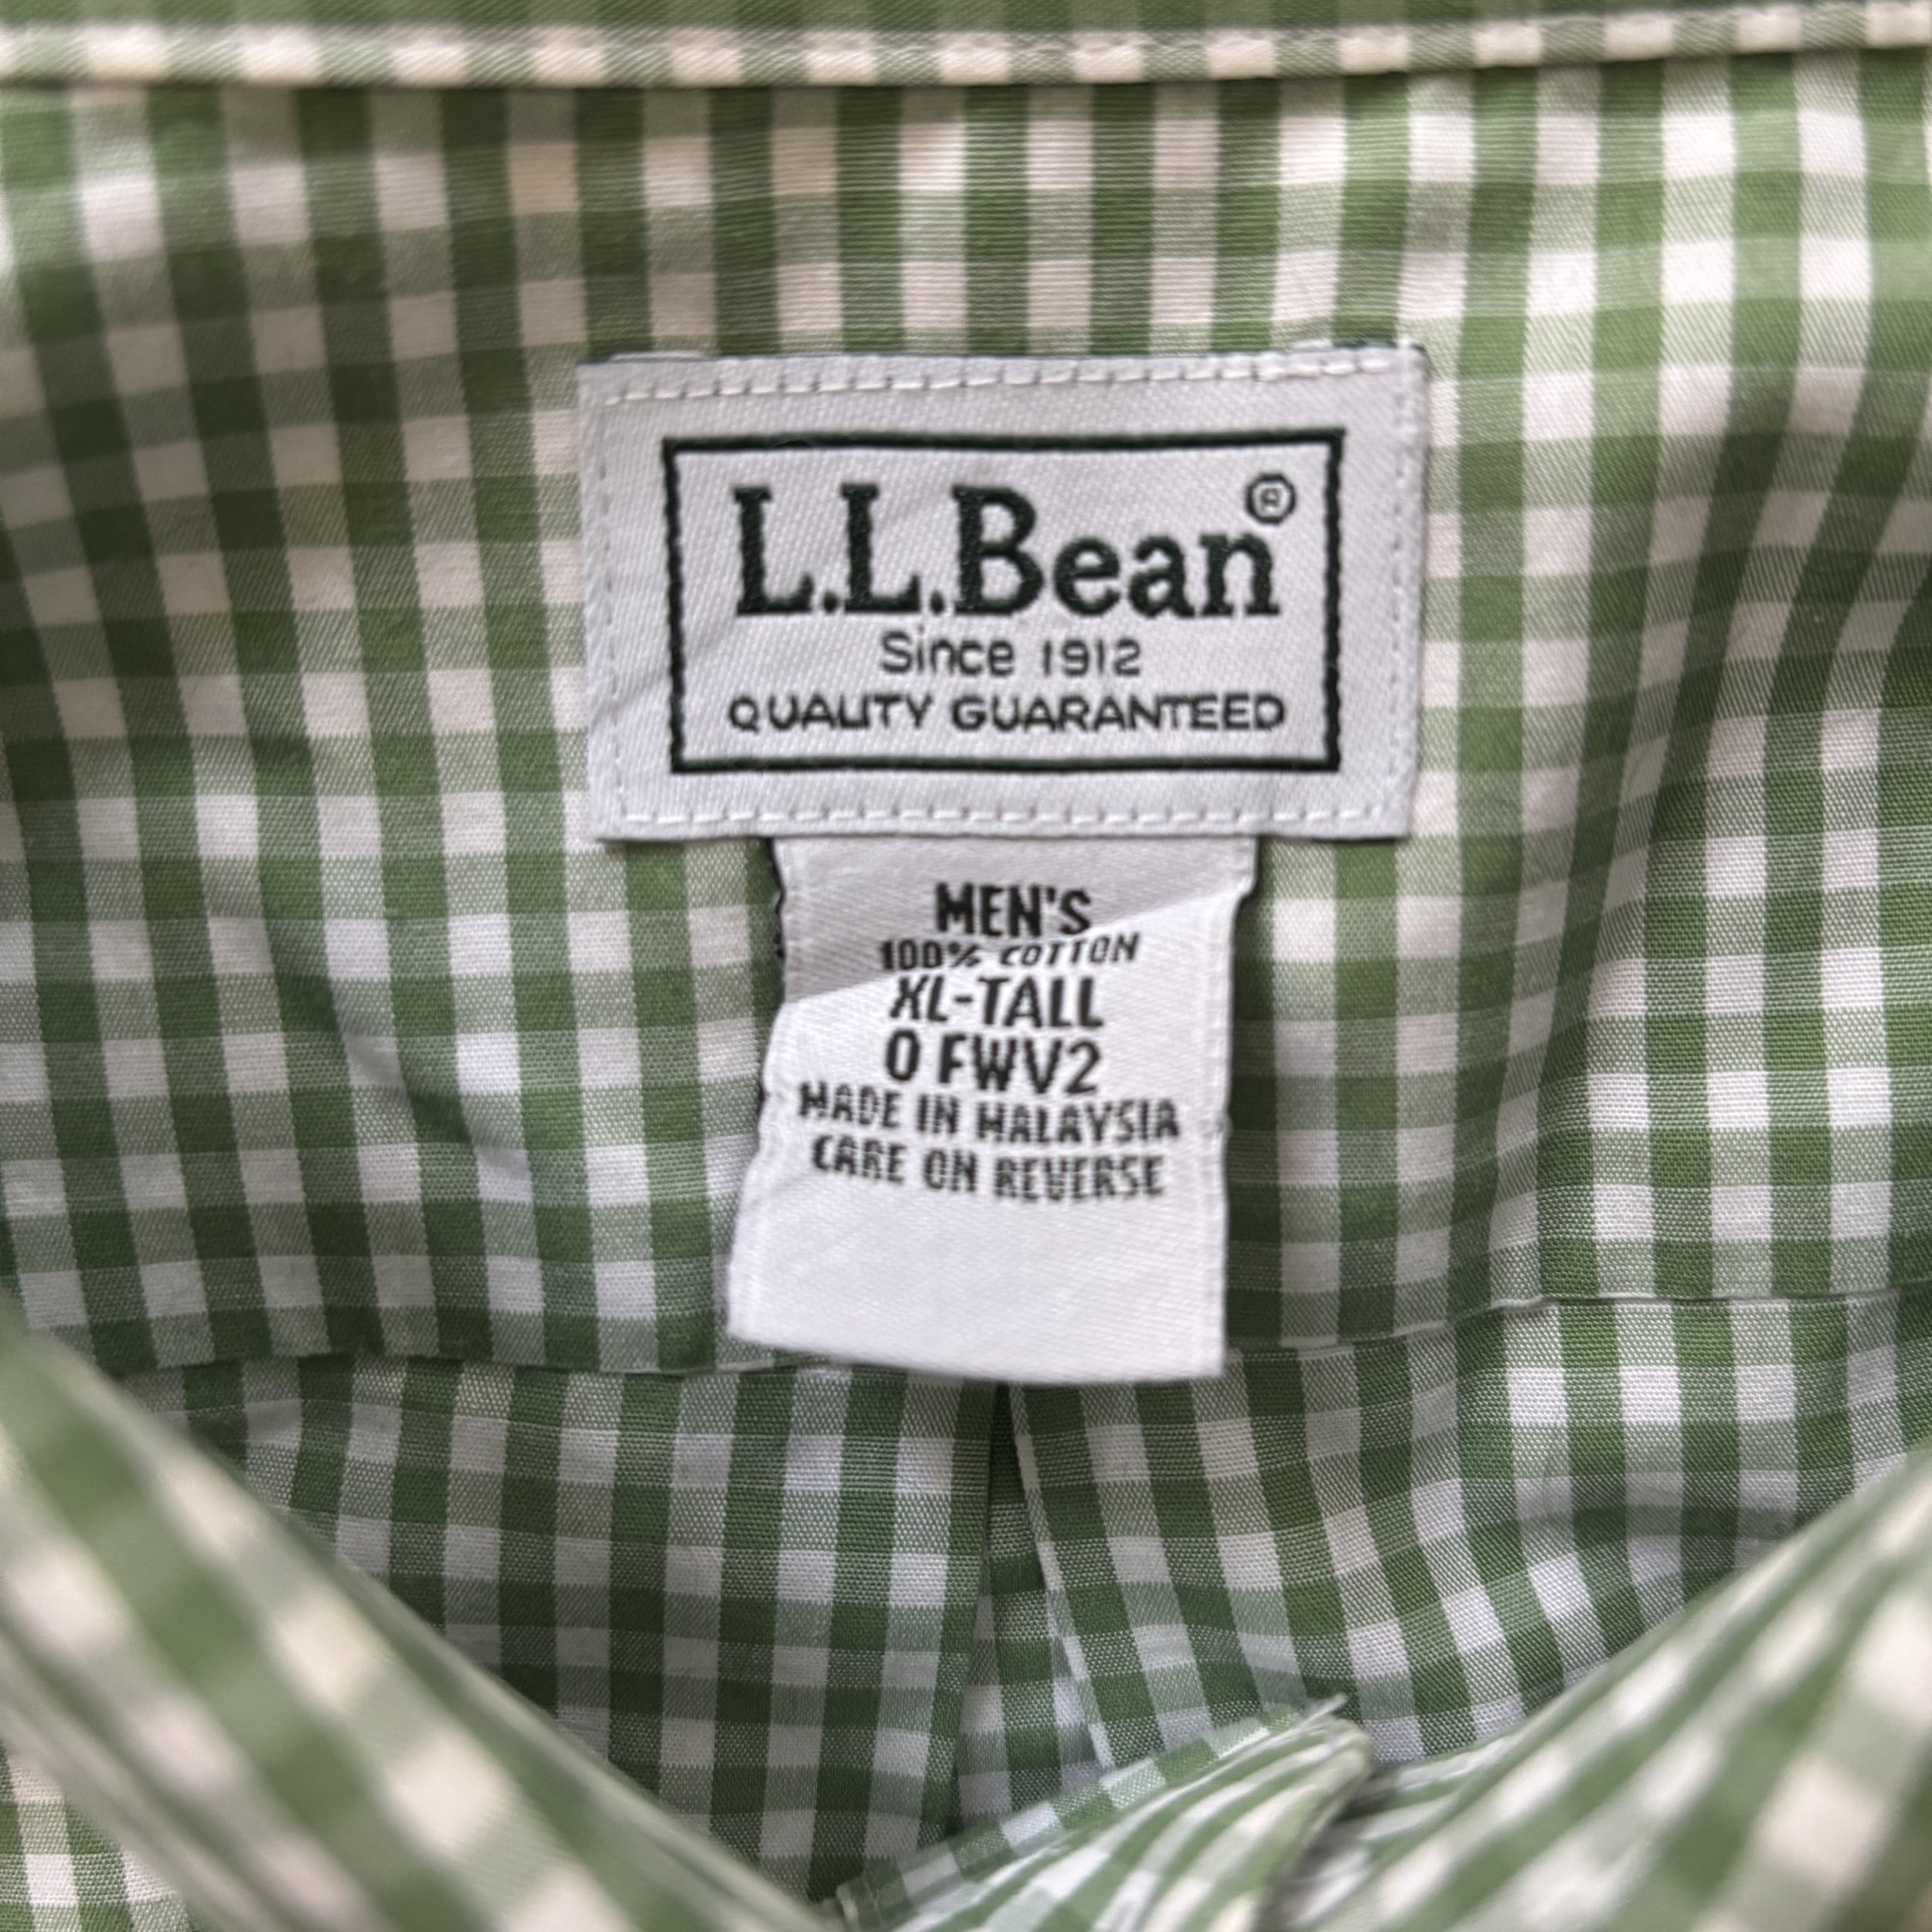 L.L.Bean®
Since 1912
QUALITY GUARANTEED
MEN'S
100% COTTON
XL-TALL
0 FWV2
MADE IN MALAYSIA
CARE ON REVERSE